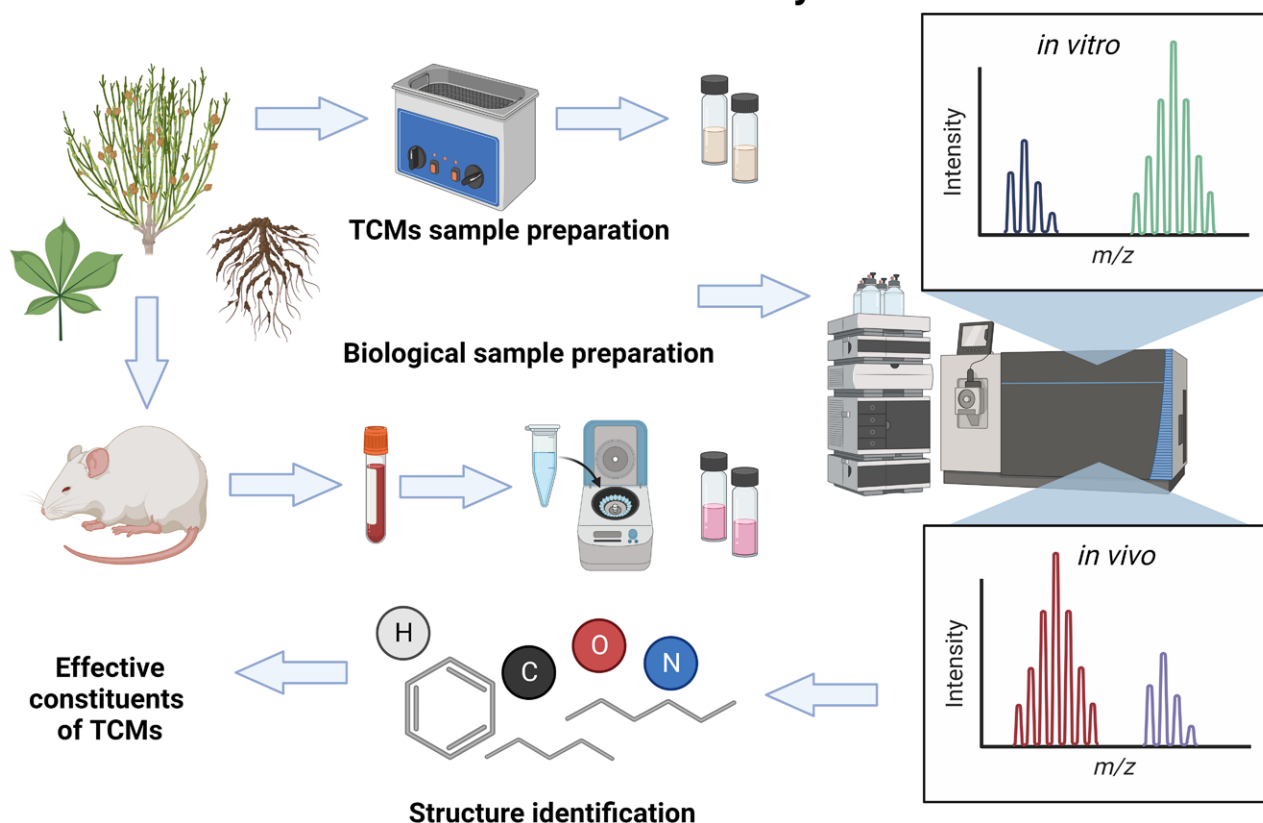 in vitro
Intensity
m/z
TCMs sample preparation
Biological sample preparation
in vivo
Intensity
m/z
H
C
O
N
Effective
constituents
of TCMs
Structure identification